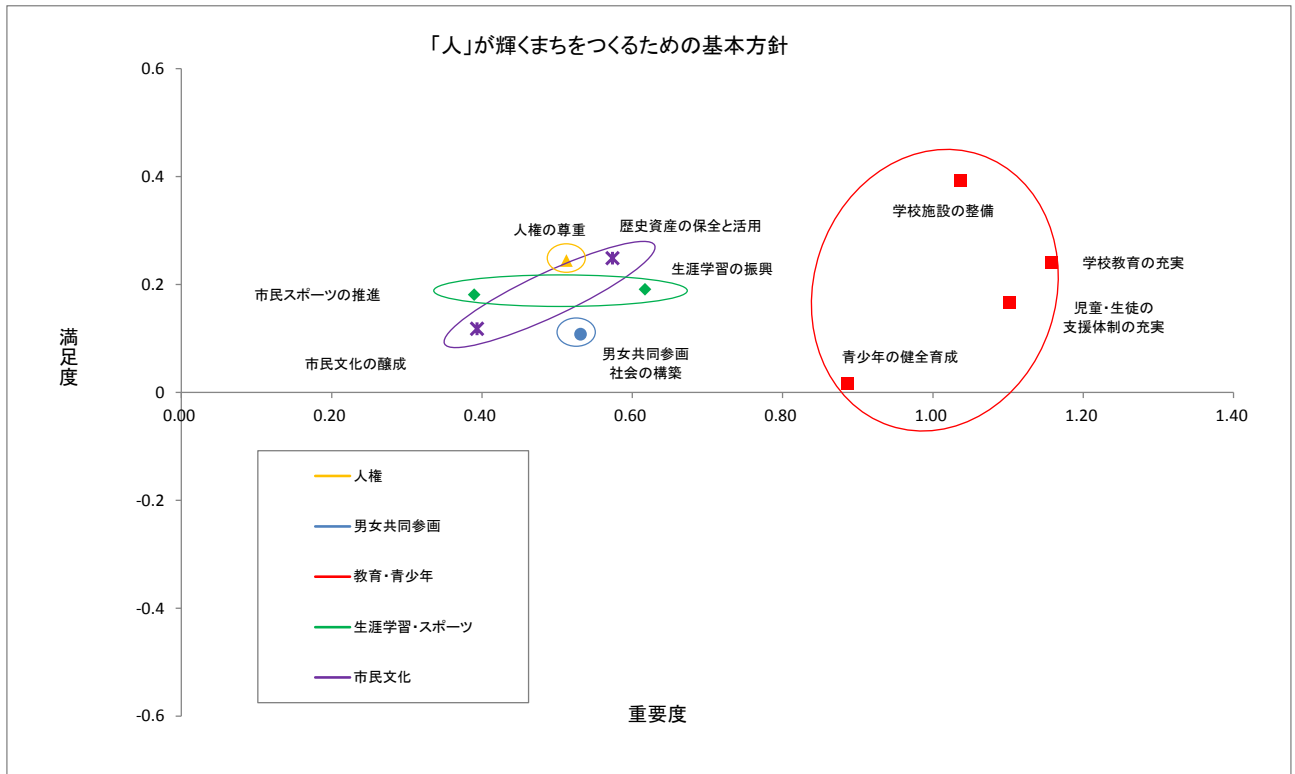 「人」が輝くまちをつくるための基本方針
0.6
0.4
0.2
0
-0.2
-0.4
-0.6
0.00
0.20
0.40
0.60
0.80
1.00
1.20
1.40
満足度
重要度
人権の尊重
歴史資産の保全と活用
生涯学習の振興
市民スポーツの推進
市民文化の醸成
男女共同参画
社会の構築
学校施設の整備
学校教育の充実
児童・生徒の
支援体制の充実
青少年の健全育成
人権
男女共同参画
教育・青少年
生涯学習・スポーツ
市民文化